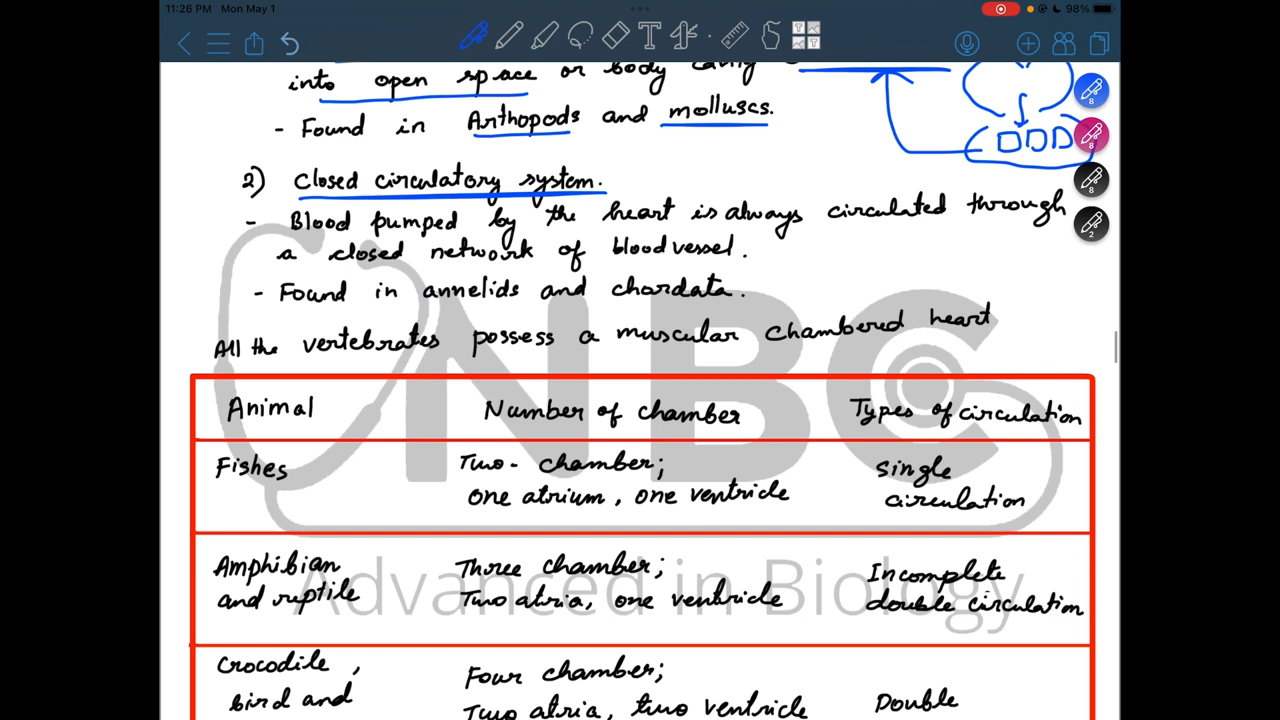 11:26 PM Mon May 1
98%
into open space or body cavity
- Found in Arthopods and molluscs.
2) Closed circulatory system.
- Blood pumped by the heart is always circulated through
a closed network of blood vessel.
- Found in annelids and chordata.
All the vertebrates possess a muscular chambered heart
NBC
Advanced in Biology
Animal Number of chamber Types of circulation
Fishes Two- chamber; Single
one atrium, one ventricle circulation
Amphibian Three chamber; Incomplete
and reptile Two atria, one ventricle double circulation
Crocodile, Four chamber;
bird and Two atria, two ventricle Double